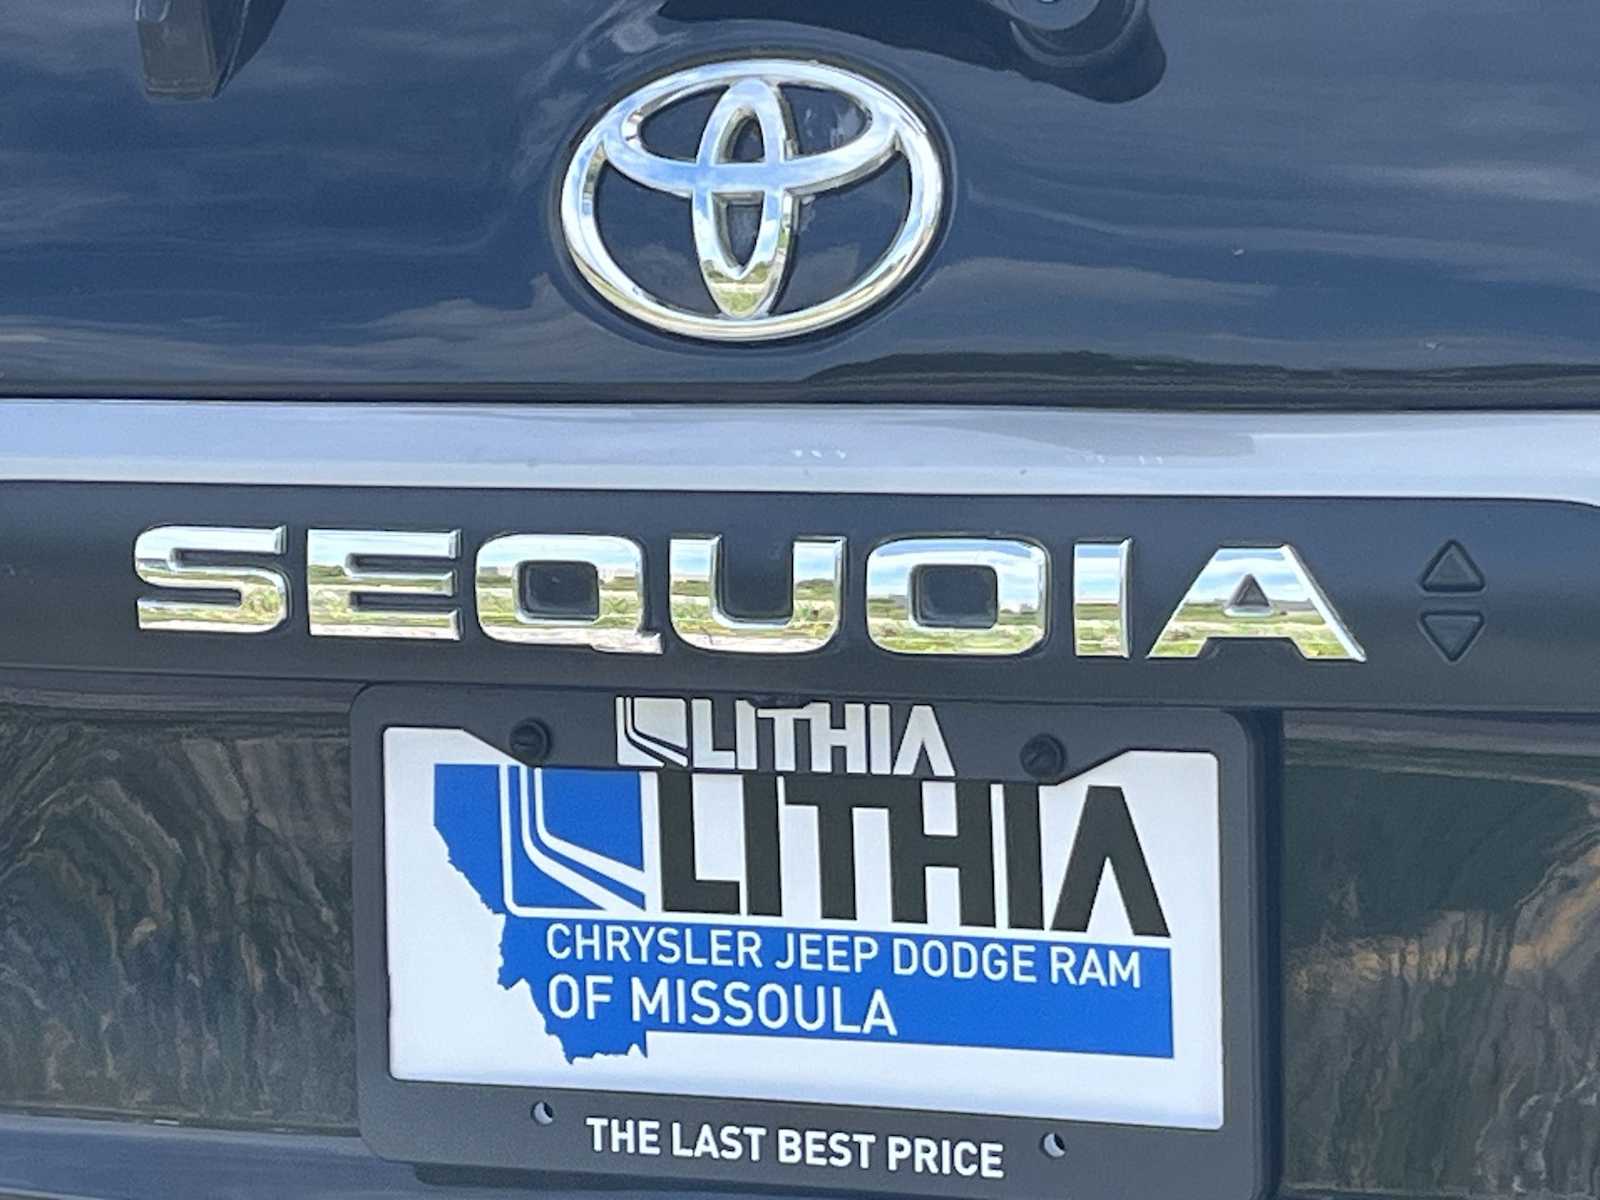 SEQUOIA
LITHIA
LITHIA
CHRYSLER JEEP DODGE RAM
OF MISSOULA
THE LAST BEST PRICE